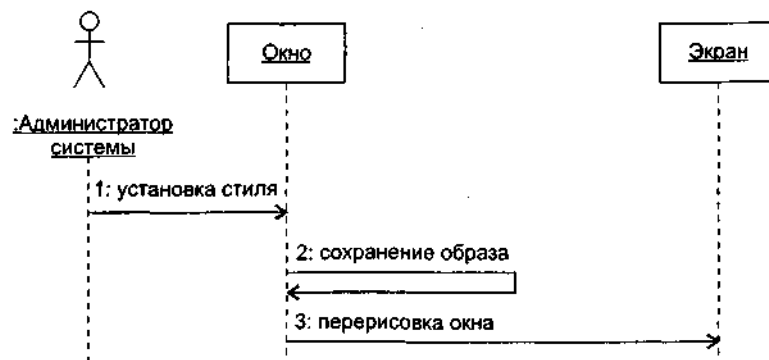 Окно
Экран
:Администратор
системы
1: установка стиля
2: сохранение образа
3: перерисовка окна